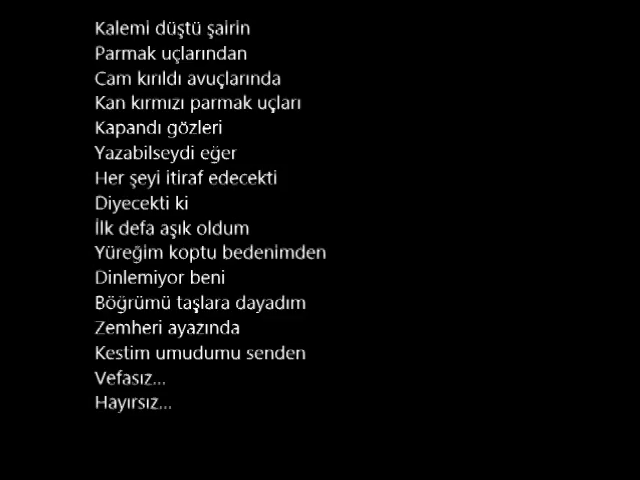 Kalemi düştü şairin
Parmak uçlarından
Cam kırıldı avuçlarında
Kan kırmızı parmak uçları
Kapandı gözleri
Yazabilseydi eğer
Her şeyi itiraf edecekti
Diyecekti ki
İlk defa aşık oldum
Yüreğim koptu bedenimden
Dinlemiyor beni
Böğrümü taşlara dayadım
Zemheri ayazında
Kestim umudumu senden
Vefasız...
Hayırsız...